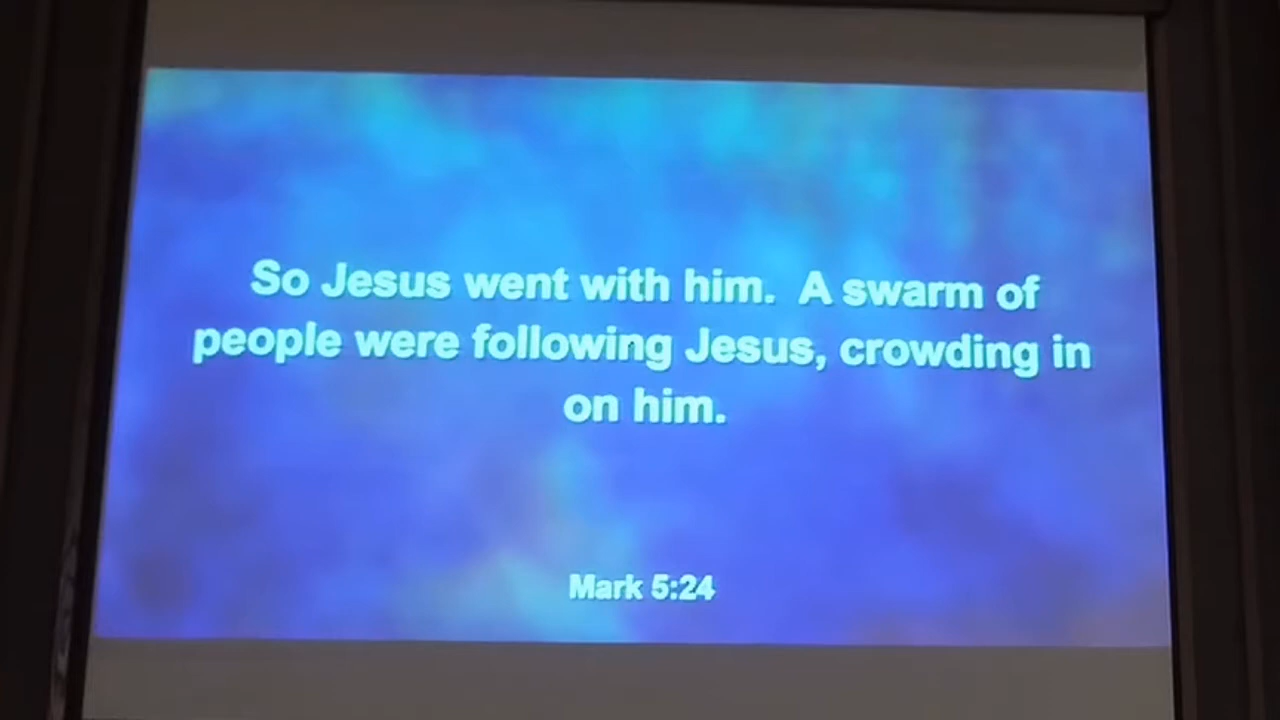 So Jesus went with him.  A swarm of
people were following Jesus, crowding in
on him.
Mark 5:24